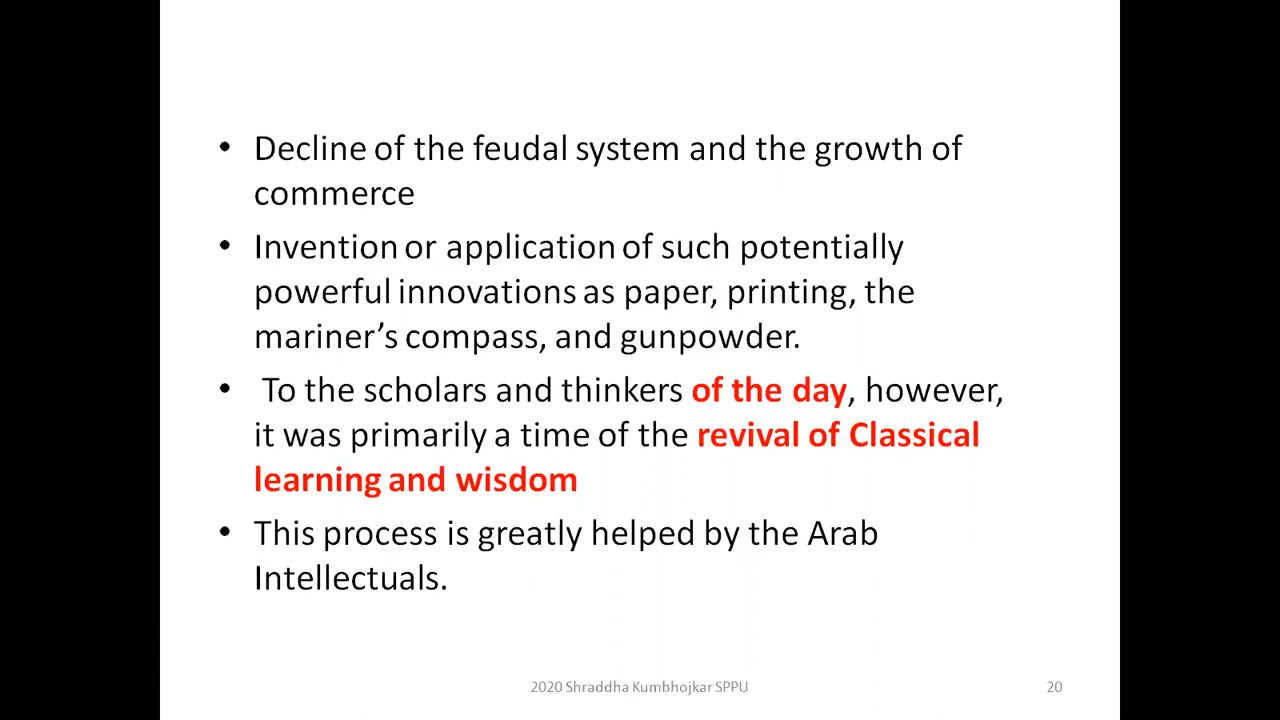 • Decline of the feudal system and the growth of
commerce
• Invention or application of such potentially
powerful innovations as paper, printing, the
mariner’s compass, and gunpowder.
• To the scholars and thinkers of the day, however,
it was primarily a time of the revival of Classical
learning and wisdom
• This process is greatly helped by the Arab
Intellectuals.
2020 Shraddha Kumbhojkar SPPU
20